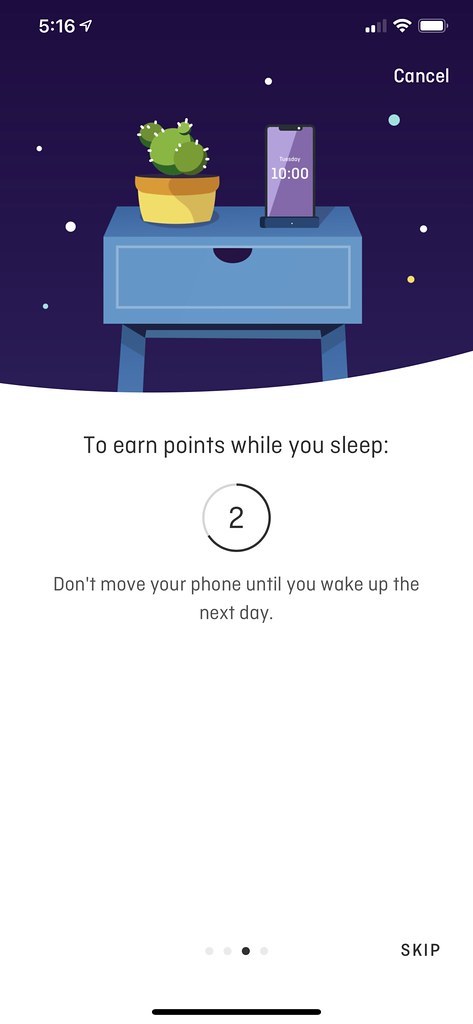 5:16
Cancel
Tuesday
10:00
To earn points while you sleep:
2
Don't move your phone until you wake up the
next day.
SKIP